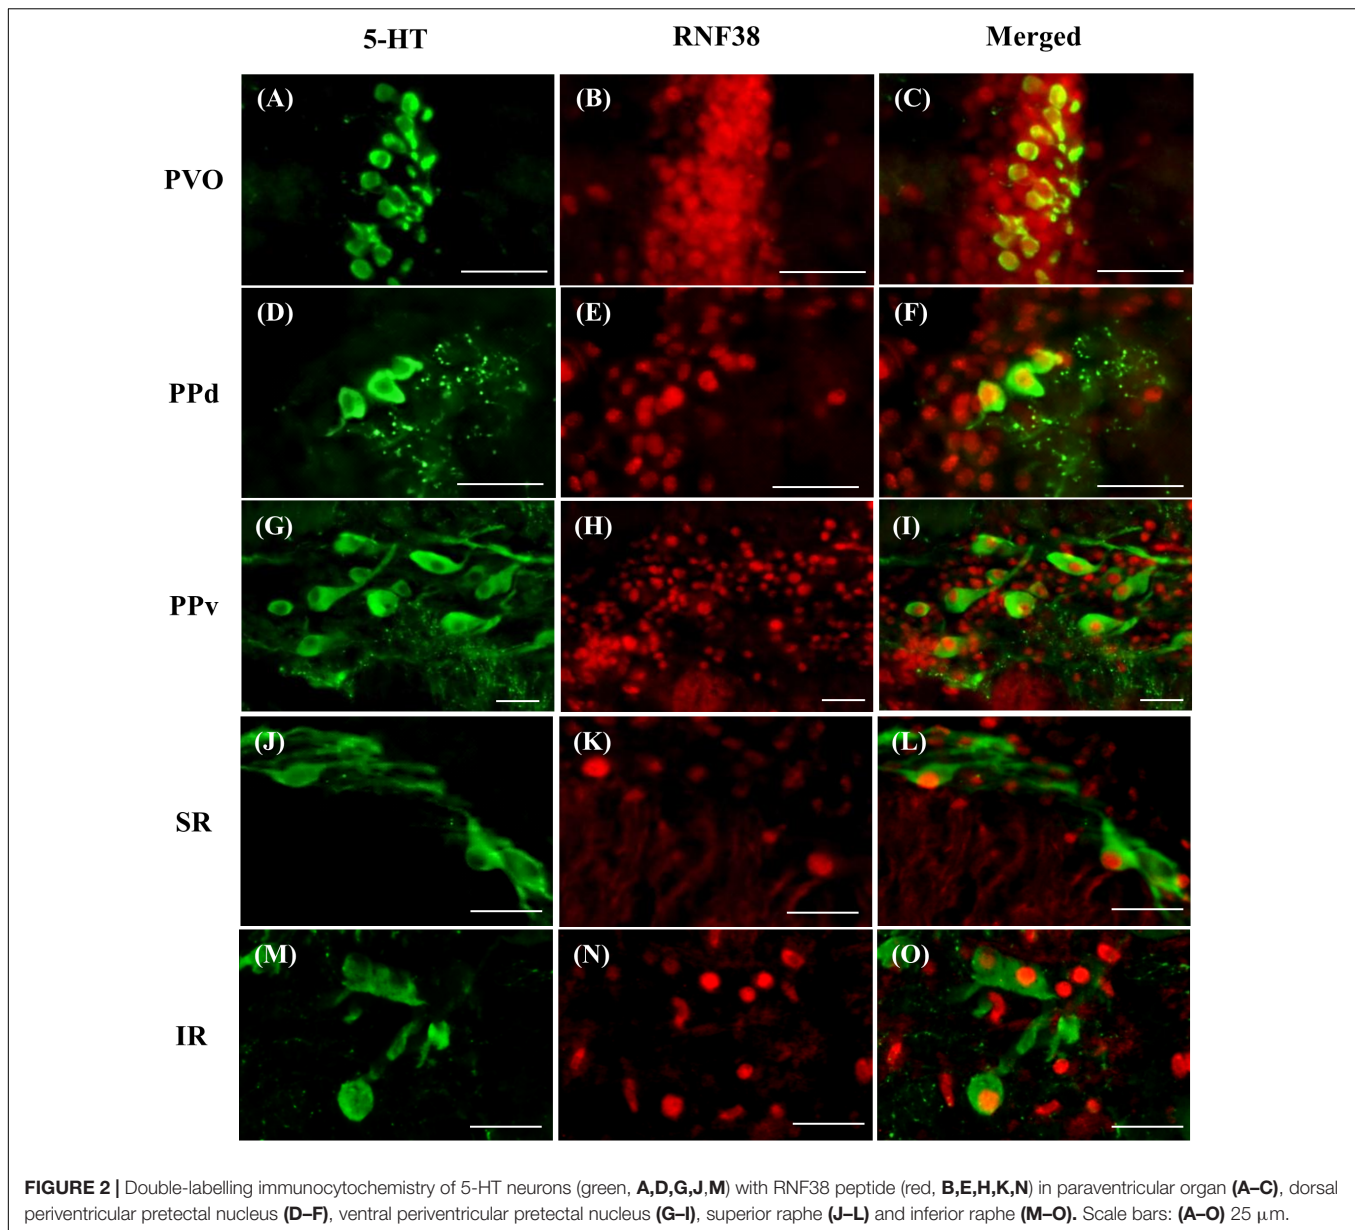 5-HT RNF38 Merged
PVO (A) (B) (C)
PPd (D) (E) (F)
PPv (G) (H) (I)
SR (J) (K) (L)
IR (M) (N) (O)
FIGURE 2 | Double-labelling immunocytochemistry of 5-HT neurons (green, A,D,G,J,M) with RNF38 peptide (red, B,E,H,K,N) in paraventricular organ (A–C), dorsal
periventricular pretectal nucleus (D–F), ventral periventricular pretectal nucleus (G–I), superior raphe (J–L) and inferior raphe (M–O). Scale bars: (A–O) 25 μm.